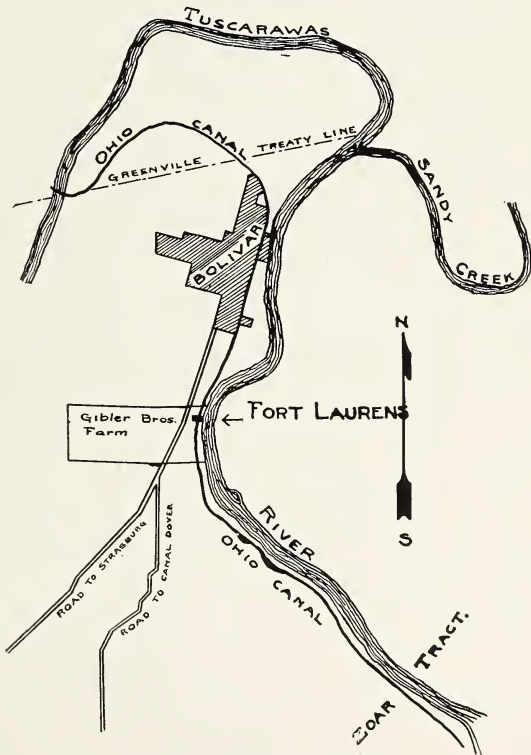 TUSCARAWAS
OHIO CANAL
GREENVILLE TREATY LINE
SANDY CREEK
BOLIVAR
N
Gibler Bros.
Farm
← FORT LAURENS
S
RIVER
OHIO CANAL
ROAD TO STRASBURG
ROAD TO CANAL DOVER
ZOAR TRACT.